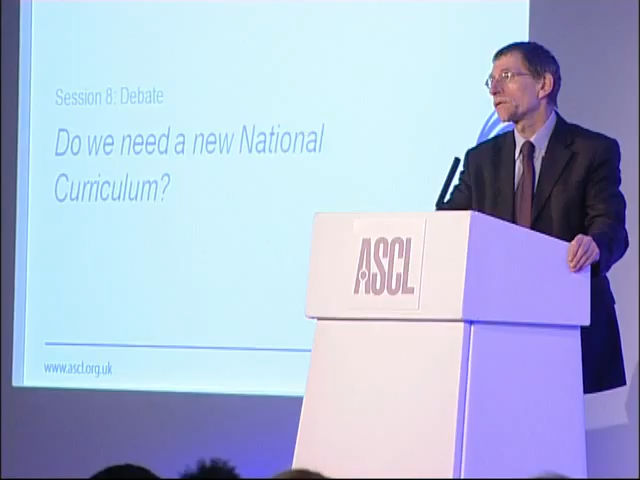 Session 8: Debate
Do we need a new National
Curriculum?
www.ascl.org.uk
ASCL